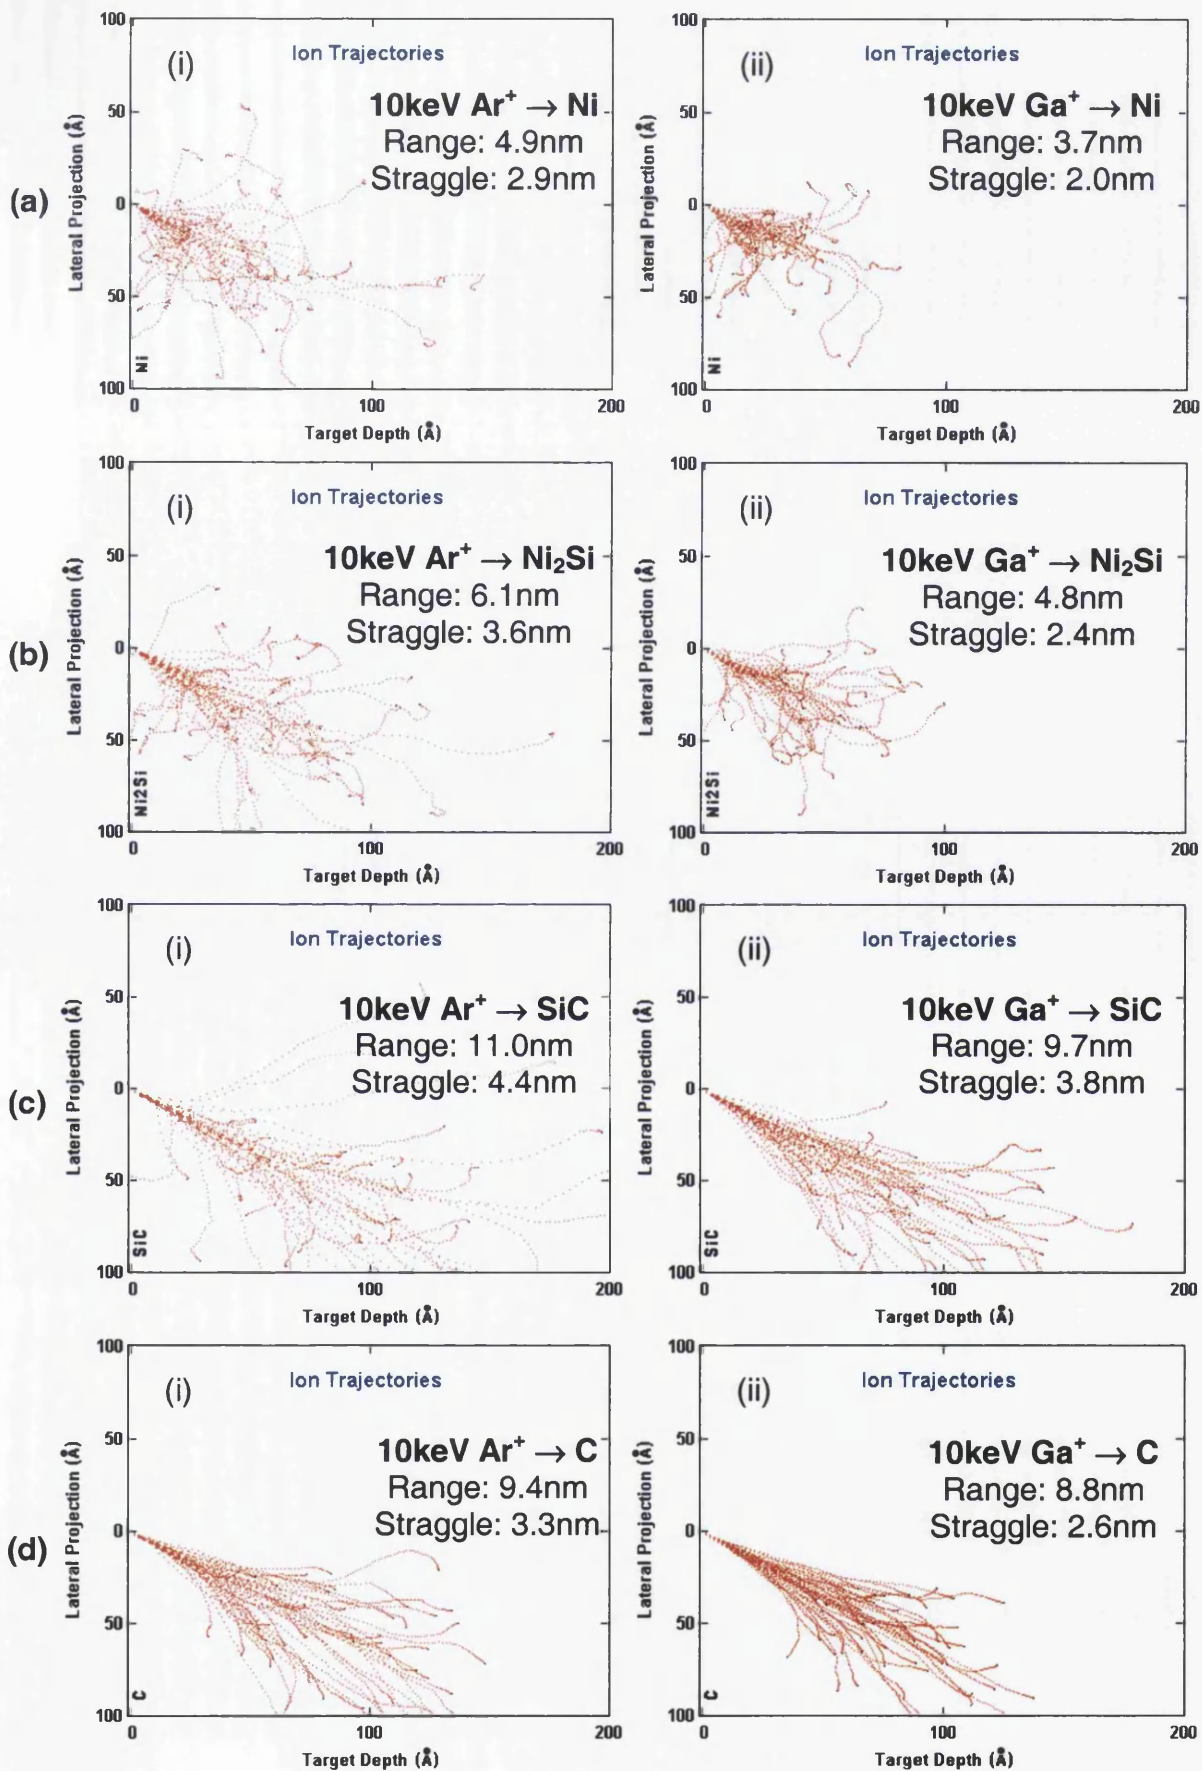 (a)
(i)
Ion Trajectories
10keV Ar⁺ → Ni
Range: 4.9nm
Straggle: 2.9nm
100
50
0
50
100
Lateral Projection (Å)
Ni
0
100
200
Target Depth (Å)
(ii)
Ion Trajectories
10keV Ga⁺ → Ni
Range: 3.7nm
Straggle: 2.0nm
100
50
0
50
100
Lateral Projection (Å)
Ni
0
100
200
Target Depth (Å)
(b)
(i)
Ion Trajectories
10keV Ar⁺ → Ni₂Si
Range: 6.1nm
Straggle: 3.6nm
100
50
0
50
100
Lateral Projection (Å)
Ni2Si
0
100
200
Target Depth (Å)
(ii)
Ion Trajectories
10keV Ga⁺ → Ni₂Si
Range: 4.8nm
Straggle: 2.4nm
100
50
0
50
100
Lateral Projection (Å)
Ni2Si
0
100
200
Target Depth (Å)
(c)
(i)
Ion Trajectories
10keV Ar⁺ → SiC
Range: 11.0nm
Straggle: 4.4nm
100
50
0
50
100
Lateral Projection (Å)
SiC
0
100
200
Target Depth (Å)
(ii)
Ion Trajectories
10keV Ga⁺ → SiC
Range: 9.7nm
Straggle: 3.8nm
100
50
0
50
100
Lateral Projection (Å)
SiC
0
100
200
Target Depth (Å)
(d)
(i)
Ion Trajectories
10keV Ar⁺ → C
Range: 9.4nm
Straggle: 3.3nm
100
50
0
50
100
Lateral Projection (Å)
C
0
100
200
Target Depth (Å)
(ii)
Ion Trajectories
10keV Ga⁺ → C
Range: 8.8nm
Straggle: 2.6nm
100
50
0
50
100
Lateral Projection (Å)
C
0
100
200
Target Depth (Å)